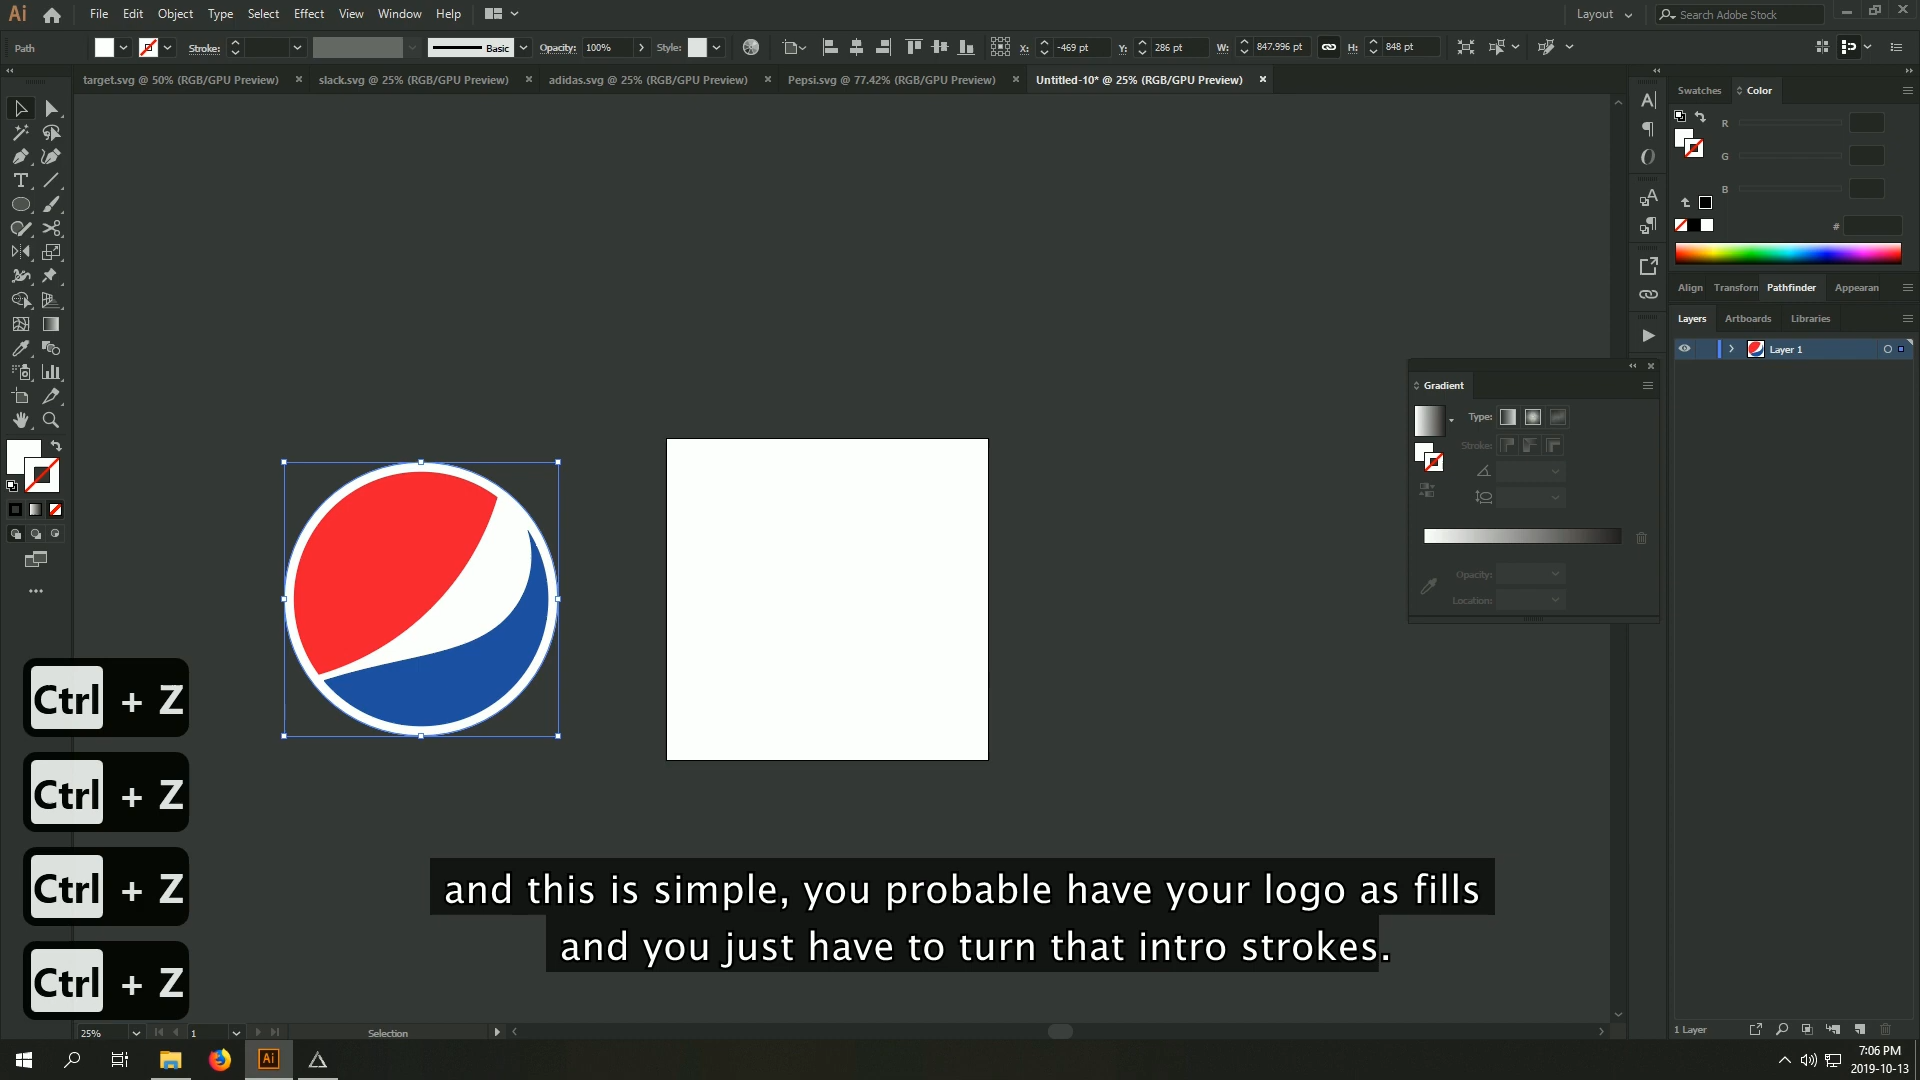 Ai File Edit Object Type Select Effect View Window Help Layout Search Adobe Stock
Path Stroke: Basic Opacity: 100% Style: X: -469 pt Y: 286 pt W: 847.996 pt H: 848 pt
target.svg @ 50% (RGB/GPU Preview) slack.svg @ 25% (RGB/GPU Preview) adidas.svg @ 25% (RGB/GPU Preview) Pepsi.svg @ 77.42% (RGB/GPU Preview) Untitled-10* @ 25% (RGB/GPU Preview)
Swatches Color
R
G
B
#
Align Transforn Pathfinder Appearan
Layers Artboards Libraries
Layer 1
Gradient
Type:
Stroke:
Opacity:
Location:
Ctrl + Z
Ctrl + Z
Ctrl + Z
Ctrl + Z
and this is simple, you probable have your logo as fills
and you just have to turn that intro strokes.
25% 1 Selection
1 Layer
Ai
7:06 PM
2019-10-13